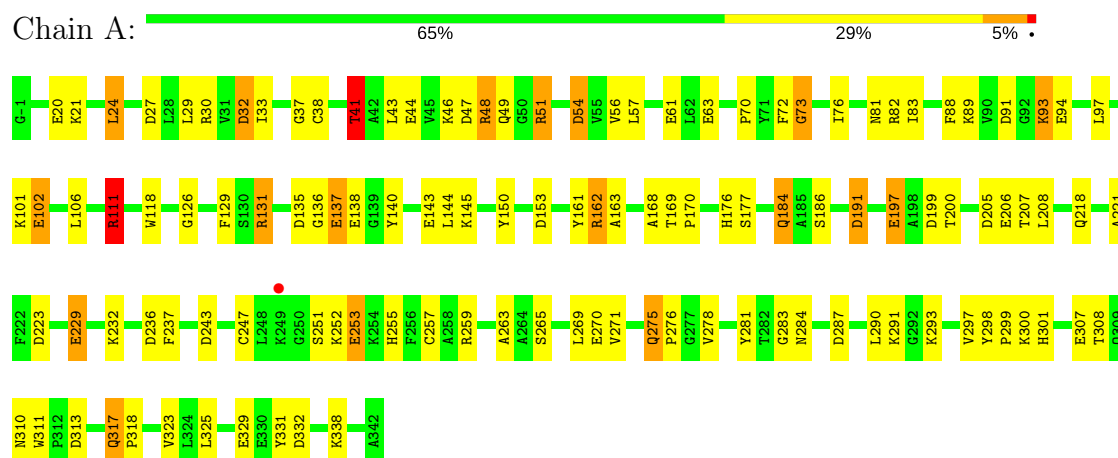 Chain A:
65% 29% 5% •
G-1 E20 K21 L24 D27 L28 L29 R30 V31 D32 I33 G37 C38 T41 A42 L43 E44 V45 K46 D47 R48 Q49 G50 R51 D54 V55 V56 L57 E61 L62 E63 P70 Y71 F72 G73 I76 N81 R82 I83 F88 K89 V90 D91 G92 K93 E94 L97
K101 E102 L106 R111 W118 G126 F129 S130 R131 D135 G136 E137 E138 G139 Y140 E143 L144 K145 Y150 D153 Y161 R162 A163 A168 T169 P170 H176 S177 Q184 A185 S186 D191 E197 A198 D199 T200 D205 E206 T207 L208 Q218 A221
F222 D223 E229 K232 D236 F237 D243 C247 L248 K249 G250 S251 K252 E253 K254 H255 F256 C257 A258 R259 A263 A264 S265 L269 E270 V271 Q275 P276 G277 V278 Y281 T282 G283 N284 D287 L290 K291 G292 K293 V297 Y298 P299 K300 H301 E307 T308
N310 W311 P312 D313 Q317 P318 V323 L324 L325 E329 E330 Y331 D332 K338 A342